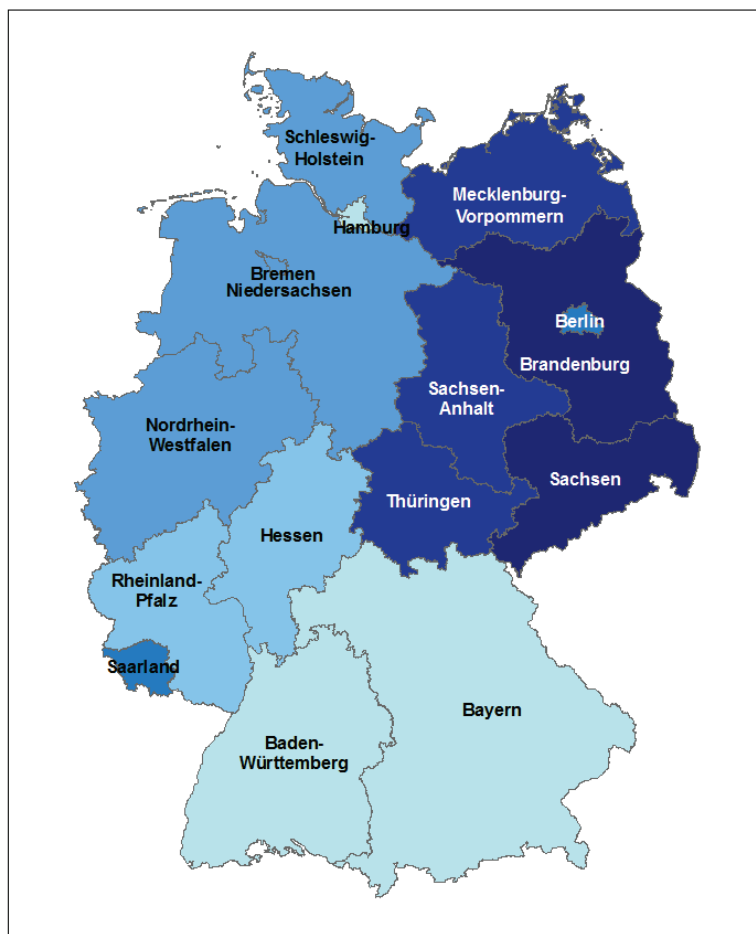 Schleswig-
Holstein
Mecklenburg-
Vorpommern
Hamburg
Bremen
Niedersachsen
Berlin
Brandenburg
Sachsen-
Anhalt
Nordrhein-
Westfalen
Sachsen
Thüringen
Hessen
Rheinland-
Pfalz
Saarland
Bayern
Baden-
Württemberg